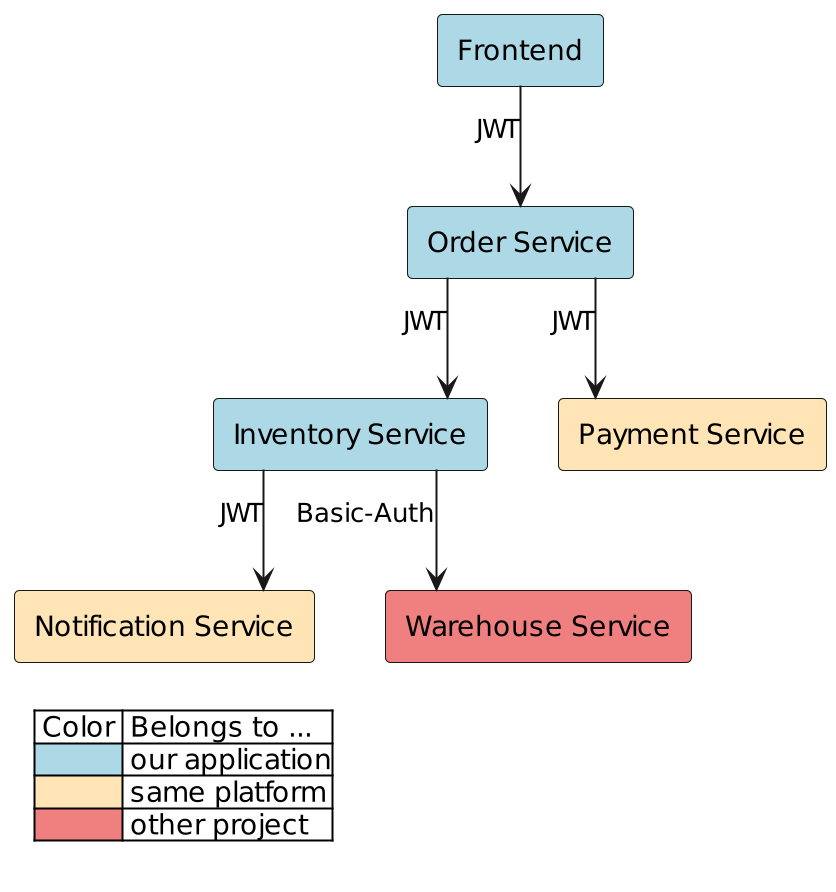 Frontend
JWT
Order Service
JWT
JWT
Inventory Service
Payment Service
JWT
Basic-Auth
Notification Service
Warehouse Service
Color Belongs to ...
our application
same platform
other project